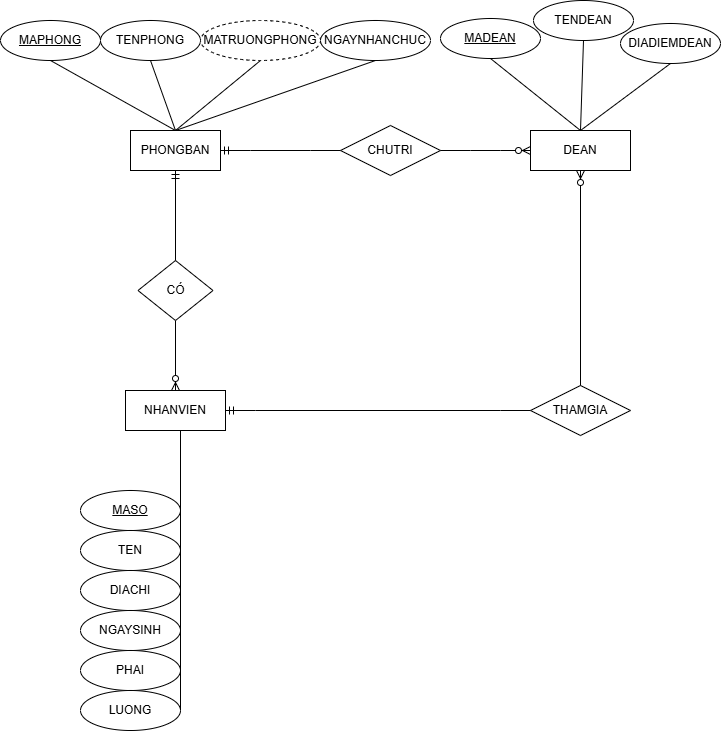 MAPHONG
TENPHONG
MATRUONGPHONG
NGAYNHANCHUC
MADEAN
TENDEAN
DIADIEMDEAN
PHONGBAN
CHUTRI
DEAN
CÓ
NHANVIEN
THAMGIA
MASO
TEN
DIACHI
NGAYSINH
PHAI
LUONG